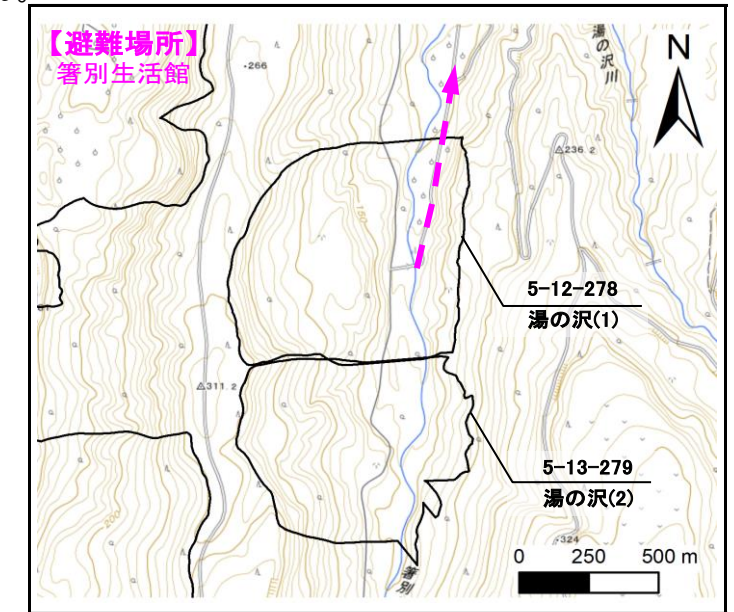 【避難場所】
箸別生活館
湯の沢川
N
・266
△236.2
150
5-12-278
湯の沢(1)
△311.2
5-13-279
湯の沢(2)
200
・324
箸別
0 250 500 m